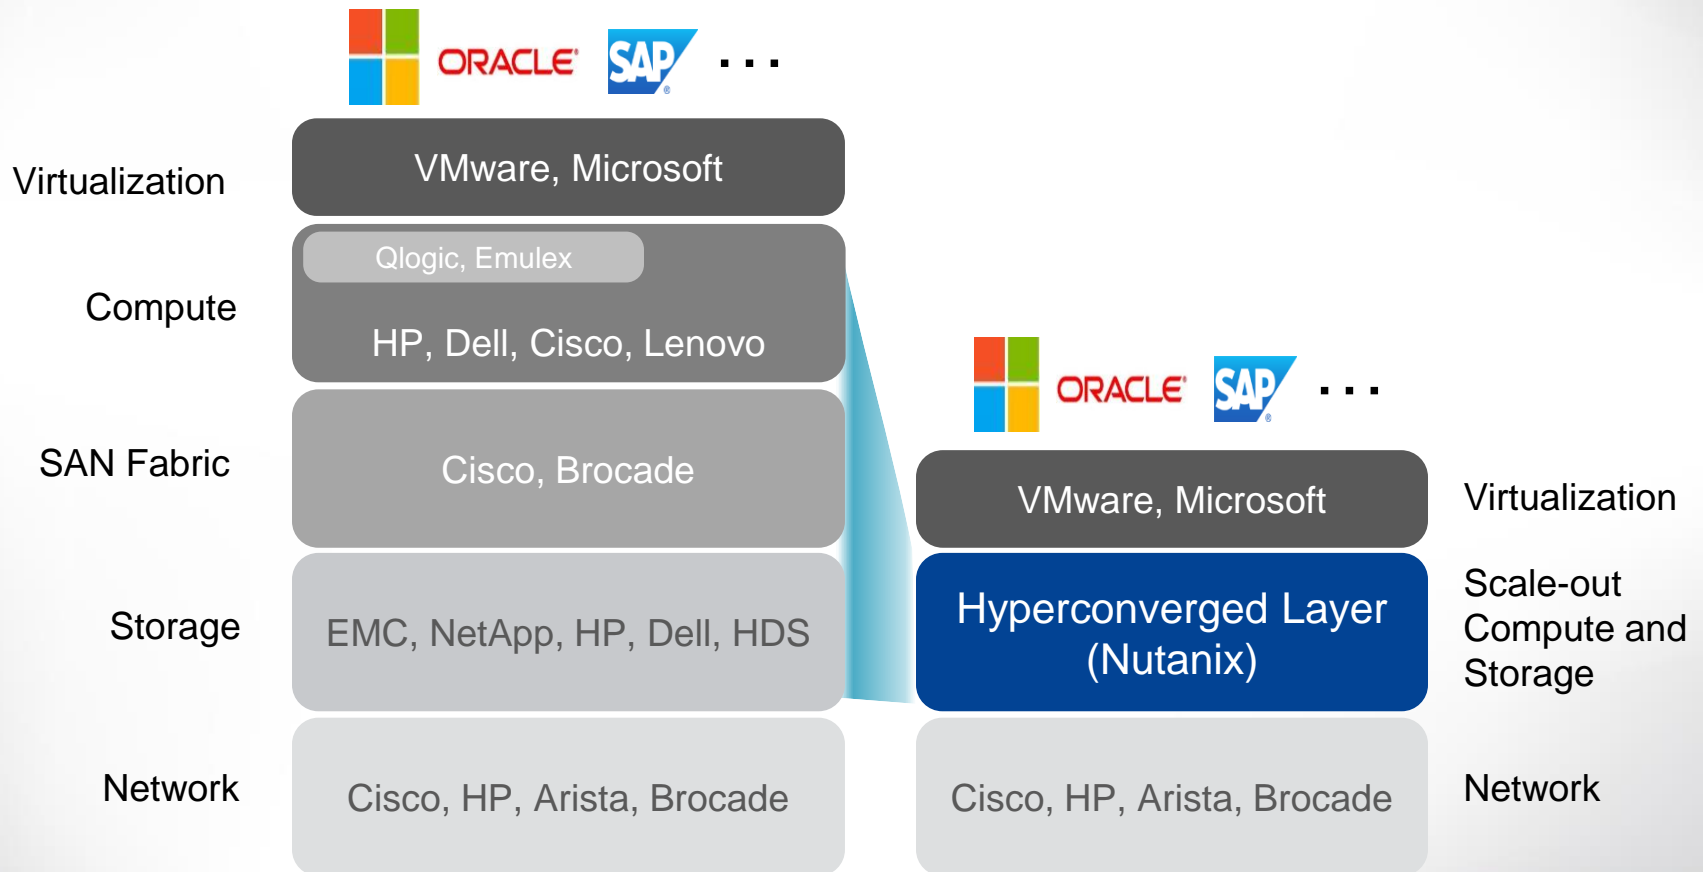 ORACLE®
SAP®
...
Virtualization
VMware, Microsoft
Qlogic, Emulex
Compute
HP, Dell, Cisco, Lenovo
SAN Fabric
Cisco, Brocade
Storage
EMC, NetApp, HP, Dell, HDS
Network
Cisco, HP, Arista, Brocade
ORACLE®
SAP®
...
VMware, Microsoft
Virtualization
Hyperconverged Layer
(Nutanix)
Scale-out
Compute and
Storage
Cisco, HP, Arista, Brocade
Network